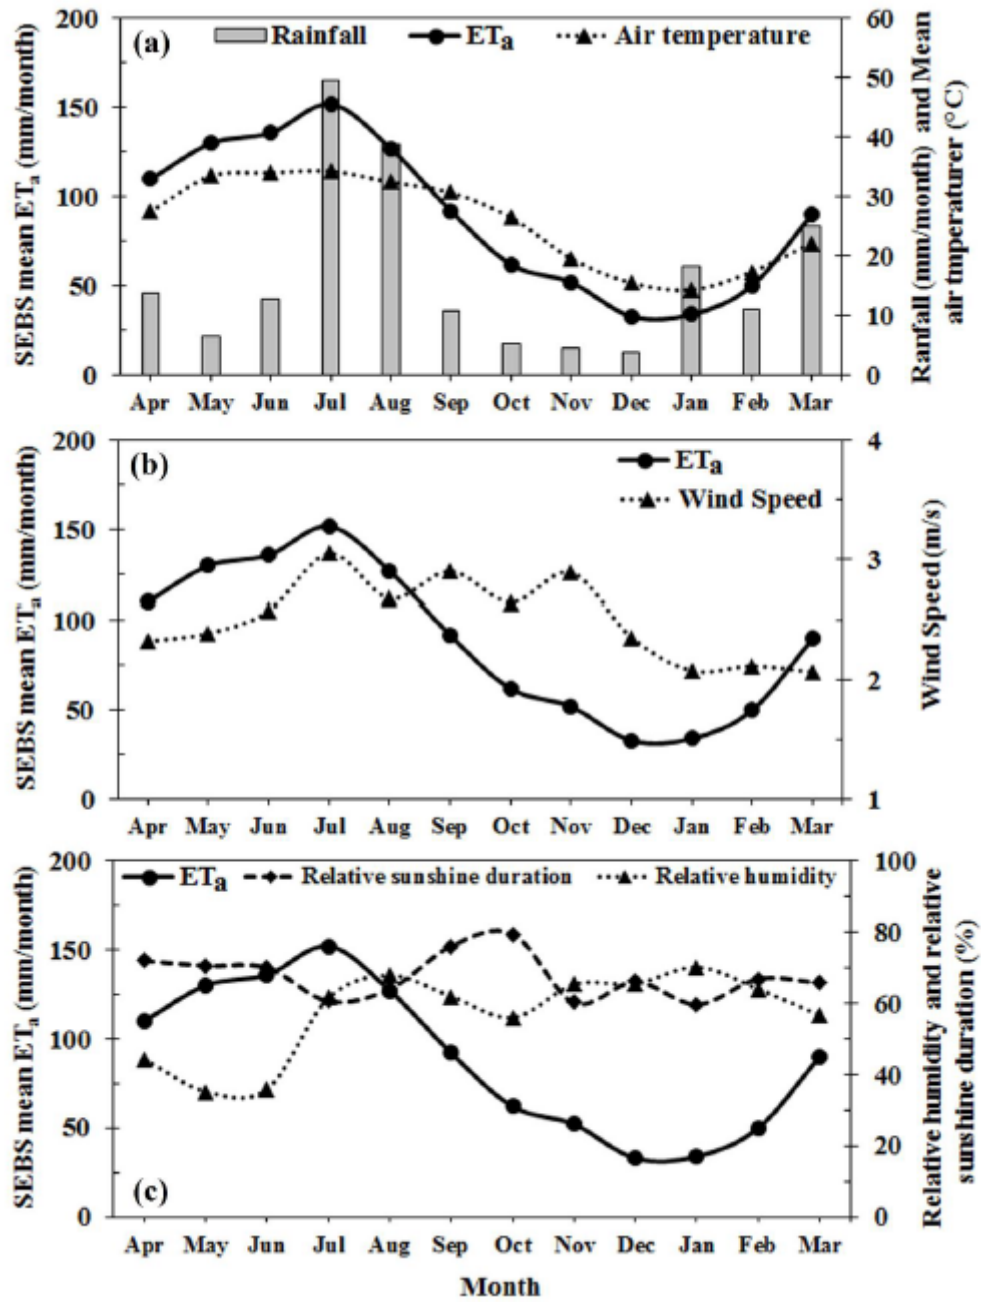 (a) Rainfall ETa Air temperature
SEBS mean ETa (mm/month)
200
150
100
50
0
60
50
40
30
20
10
0
Ranfall (mm/month) and Mean
air tmperaturer (°C)
Apr May Jun Jul Aug Sep Oct Nov Dec Jan Feb Mar
(b) ETa
Wind Speed
SEBS mean ETa (mm/month)
200
150
100
50
0
4
3
2
1
Wind Speed (m/s)
Apr May Jun Jul Aug Sep Oct Nov Dec Jan Feb Mar
ETa Relative sunshine duration Relative humidity
SEBS mean ETa (mm/month)
200
150
100
50
0
100
80
60
40
20
0
Relative humidity and relative
sunshine duration (%)
(c)
Apr May Jun Jul Aug Sep Oct Nov Dec Jan Feb Mar
Month